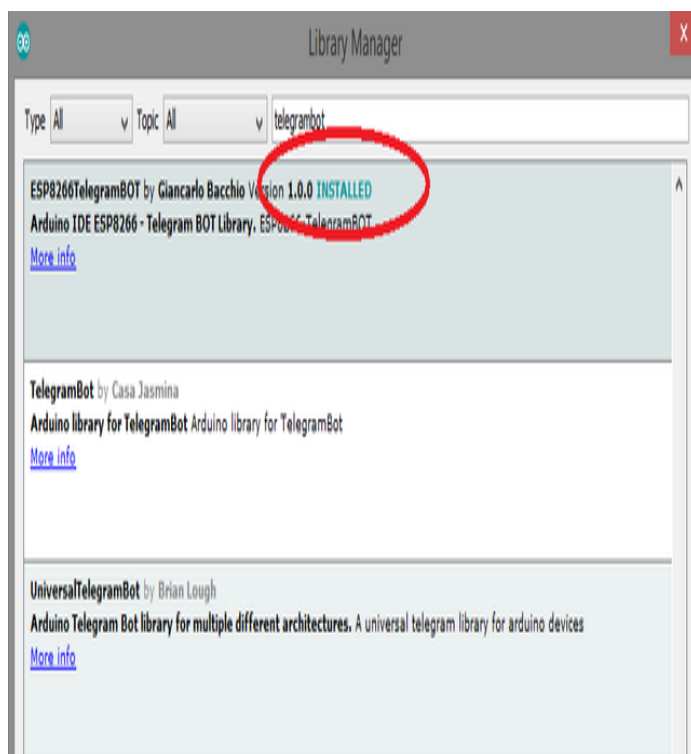 Library Manager
X
Type All Topic All telegrambot
ESP8266TelegramBOT by Giancarlo Bacchio Version 1.0.0 INSTALLED
Arduino IDE ESP8266 - Telegram BOT Library. ESP8266-TelegramBOT
More info
TelegramBot by Casa Jasmina
Arduino library for TelegramBot Arduino library for TelegramBot
More info
UniversalTelegramBot by Brian Lough
Arduino Telegram Bot library for multiple different architectures. A universal telegram library for arduino devices
More info